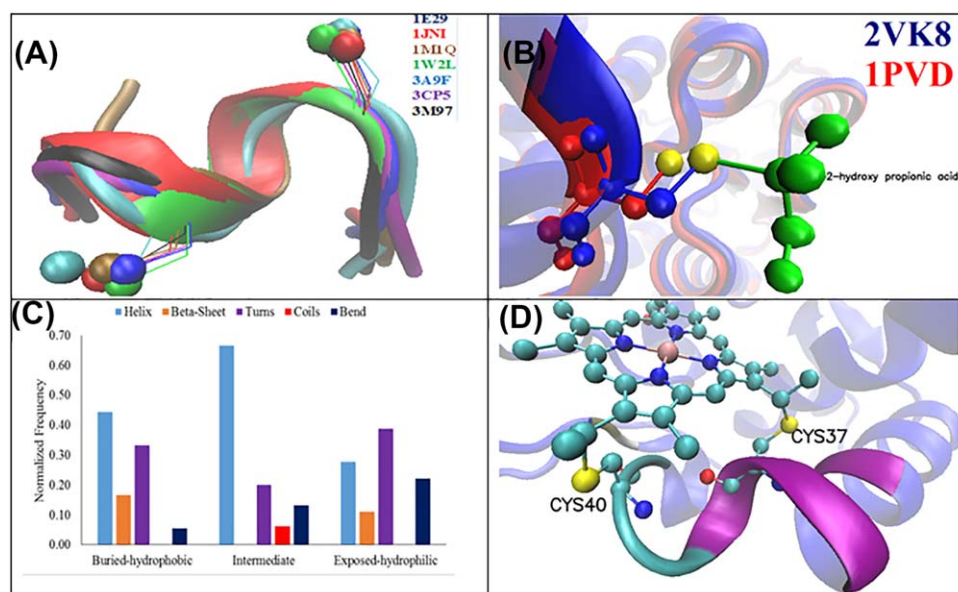 (A)
1E29
1JNI
1M1Q
1W2L
3A9F
3CP5
3M97
(B)
2VK8
1PVD
2-hydroxy propionic acid
(C)
Helix Beta-Sheet Turns Coils Bend
Normalized Frequency
0.70
0.60
0.50
0.40
0.30
0.20
0.10
0.00
Buried-hydrophobic Intermediate Exposed-hydrophilic
(D)
CYS37
CYS40